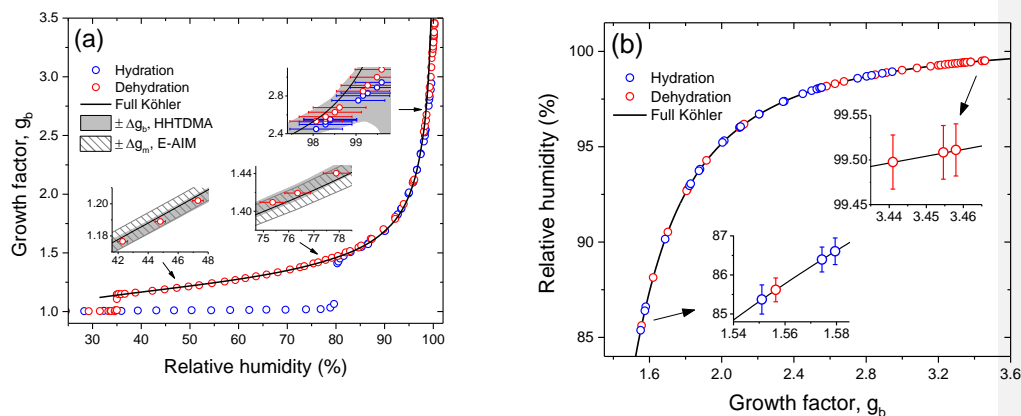 (a)
Hydration
Dehydration
Full Köhler
± Δg_b, HHTDMA
± Δg_m, E-AIM
Growth factor, g_b
3.5
3.0
2.5
2.0
1.5
1.0
30 40 50 60 70 80 90 100
Relative humidity (%)
2.8
2.4
98 99
1.44
1.40
75 76 77 78
1.20
1.18
42 44 46 48
(b)
Hydration
Dehydration
Full Köhler
Relative humidity (%)
100
95
90
85
1.6 2.0 2.4 2.8 3.2 3.6
Growth factor, g_b
99.55
99.50
99.45
3.44 3.45 3.46
87
86
85
1.54 1.56 1.58